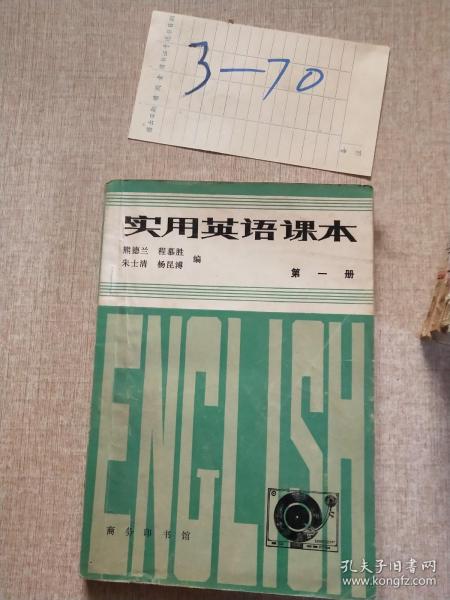 3—70
备注
实用英语课本
熊德兰 程慕胜
朱士清 杨昆溥 编
第一册
ENGLISH
商务印书馆
孔夫子旧书网
kongfz.com